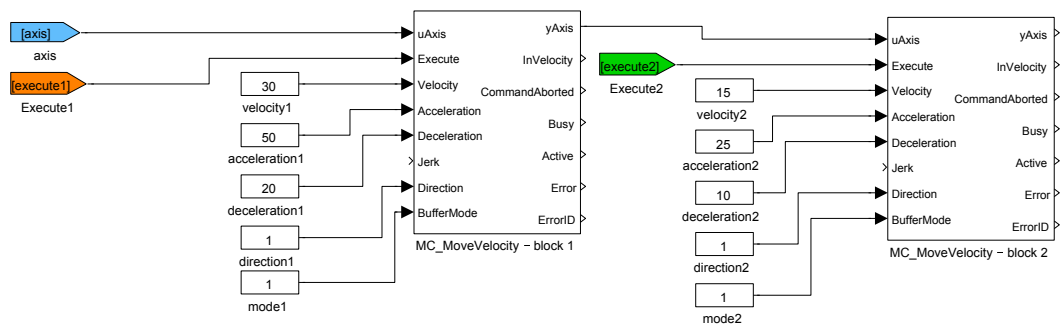 [axis]
axis
[execute1]
Execute1
30
velocity1
50
acceleration1
20
deceleration1
1
direction1
1
mode1
uAxis
Execute
Velocity
Acceleration
Deceleration
Jerk
Direction
BufferMode
yAxis
InVelocity
CommandAborted
Busy
Active
Error
ErrorID
MC_MoveVelocity − block 1
[execute2]
Execute2
15
velocity2
25
acceleration2
10
deceleration2
1
direction2
1
mode2
uAxis
Execute
Velocity
Acceleration
Deceleration
Jerk
Direction
BufferMode
yAxis
InVelocity
CommandAborted
Busy
Active
Error
ErrorID
MC_MoveVelocity − block 2